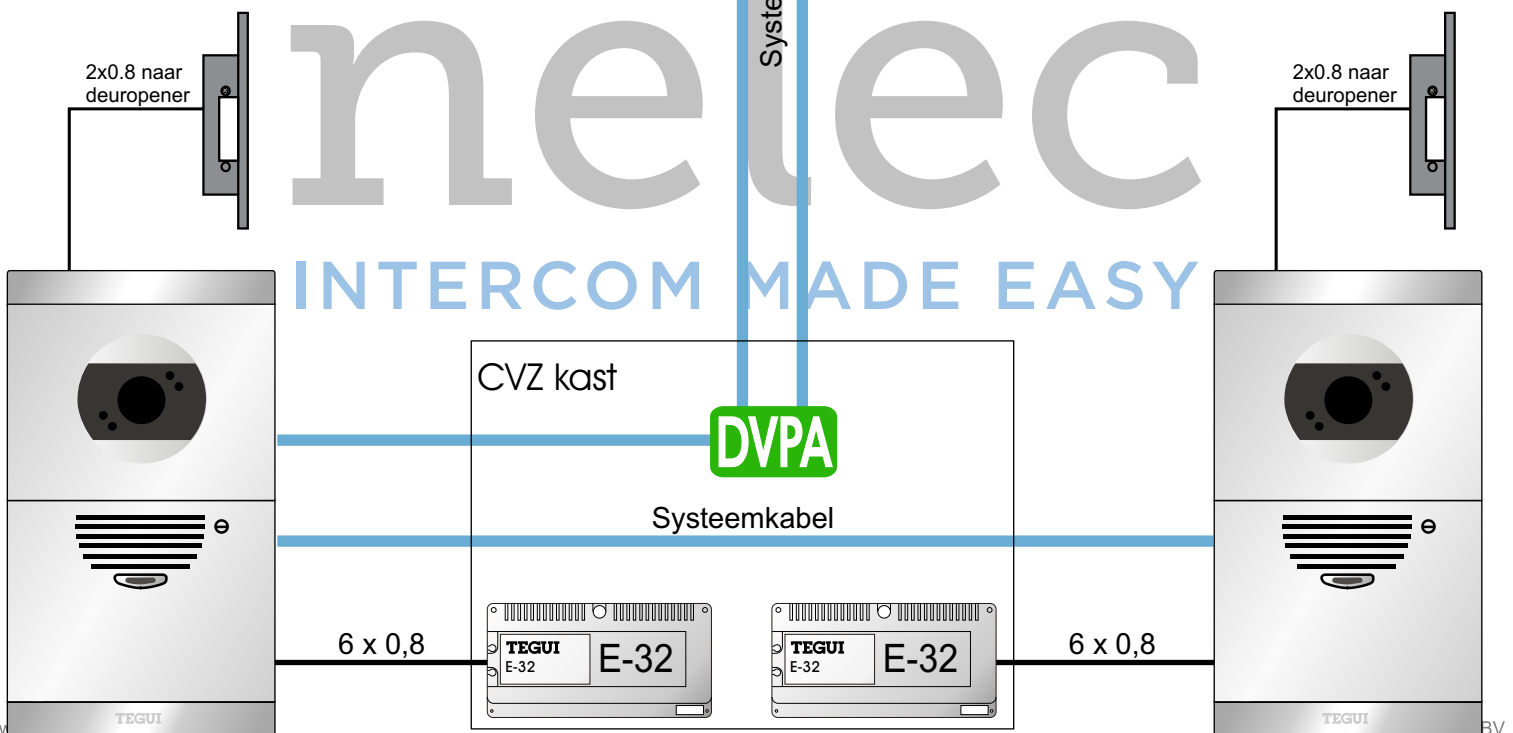 nelec
INTERCOM MADE EASY
2x0.8 naar
deuropener
2x0.8 naar
deuropener
CVZ kast
DVPA
Systeemkabel
6 x 0,8
TEGUI
E-32
E-32
TEGUI
E-32
E-32
6 x 0,8
TEGUI
TEGUI
BV